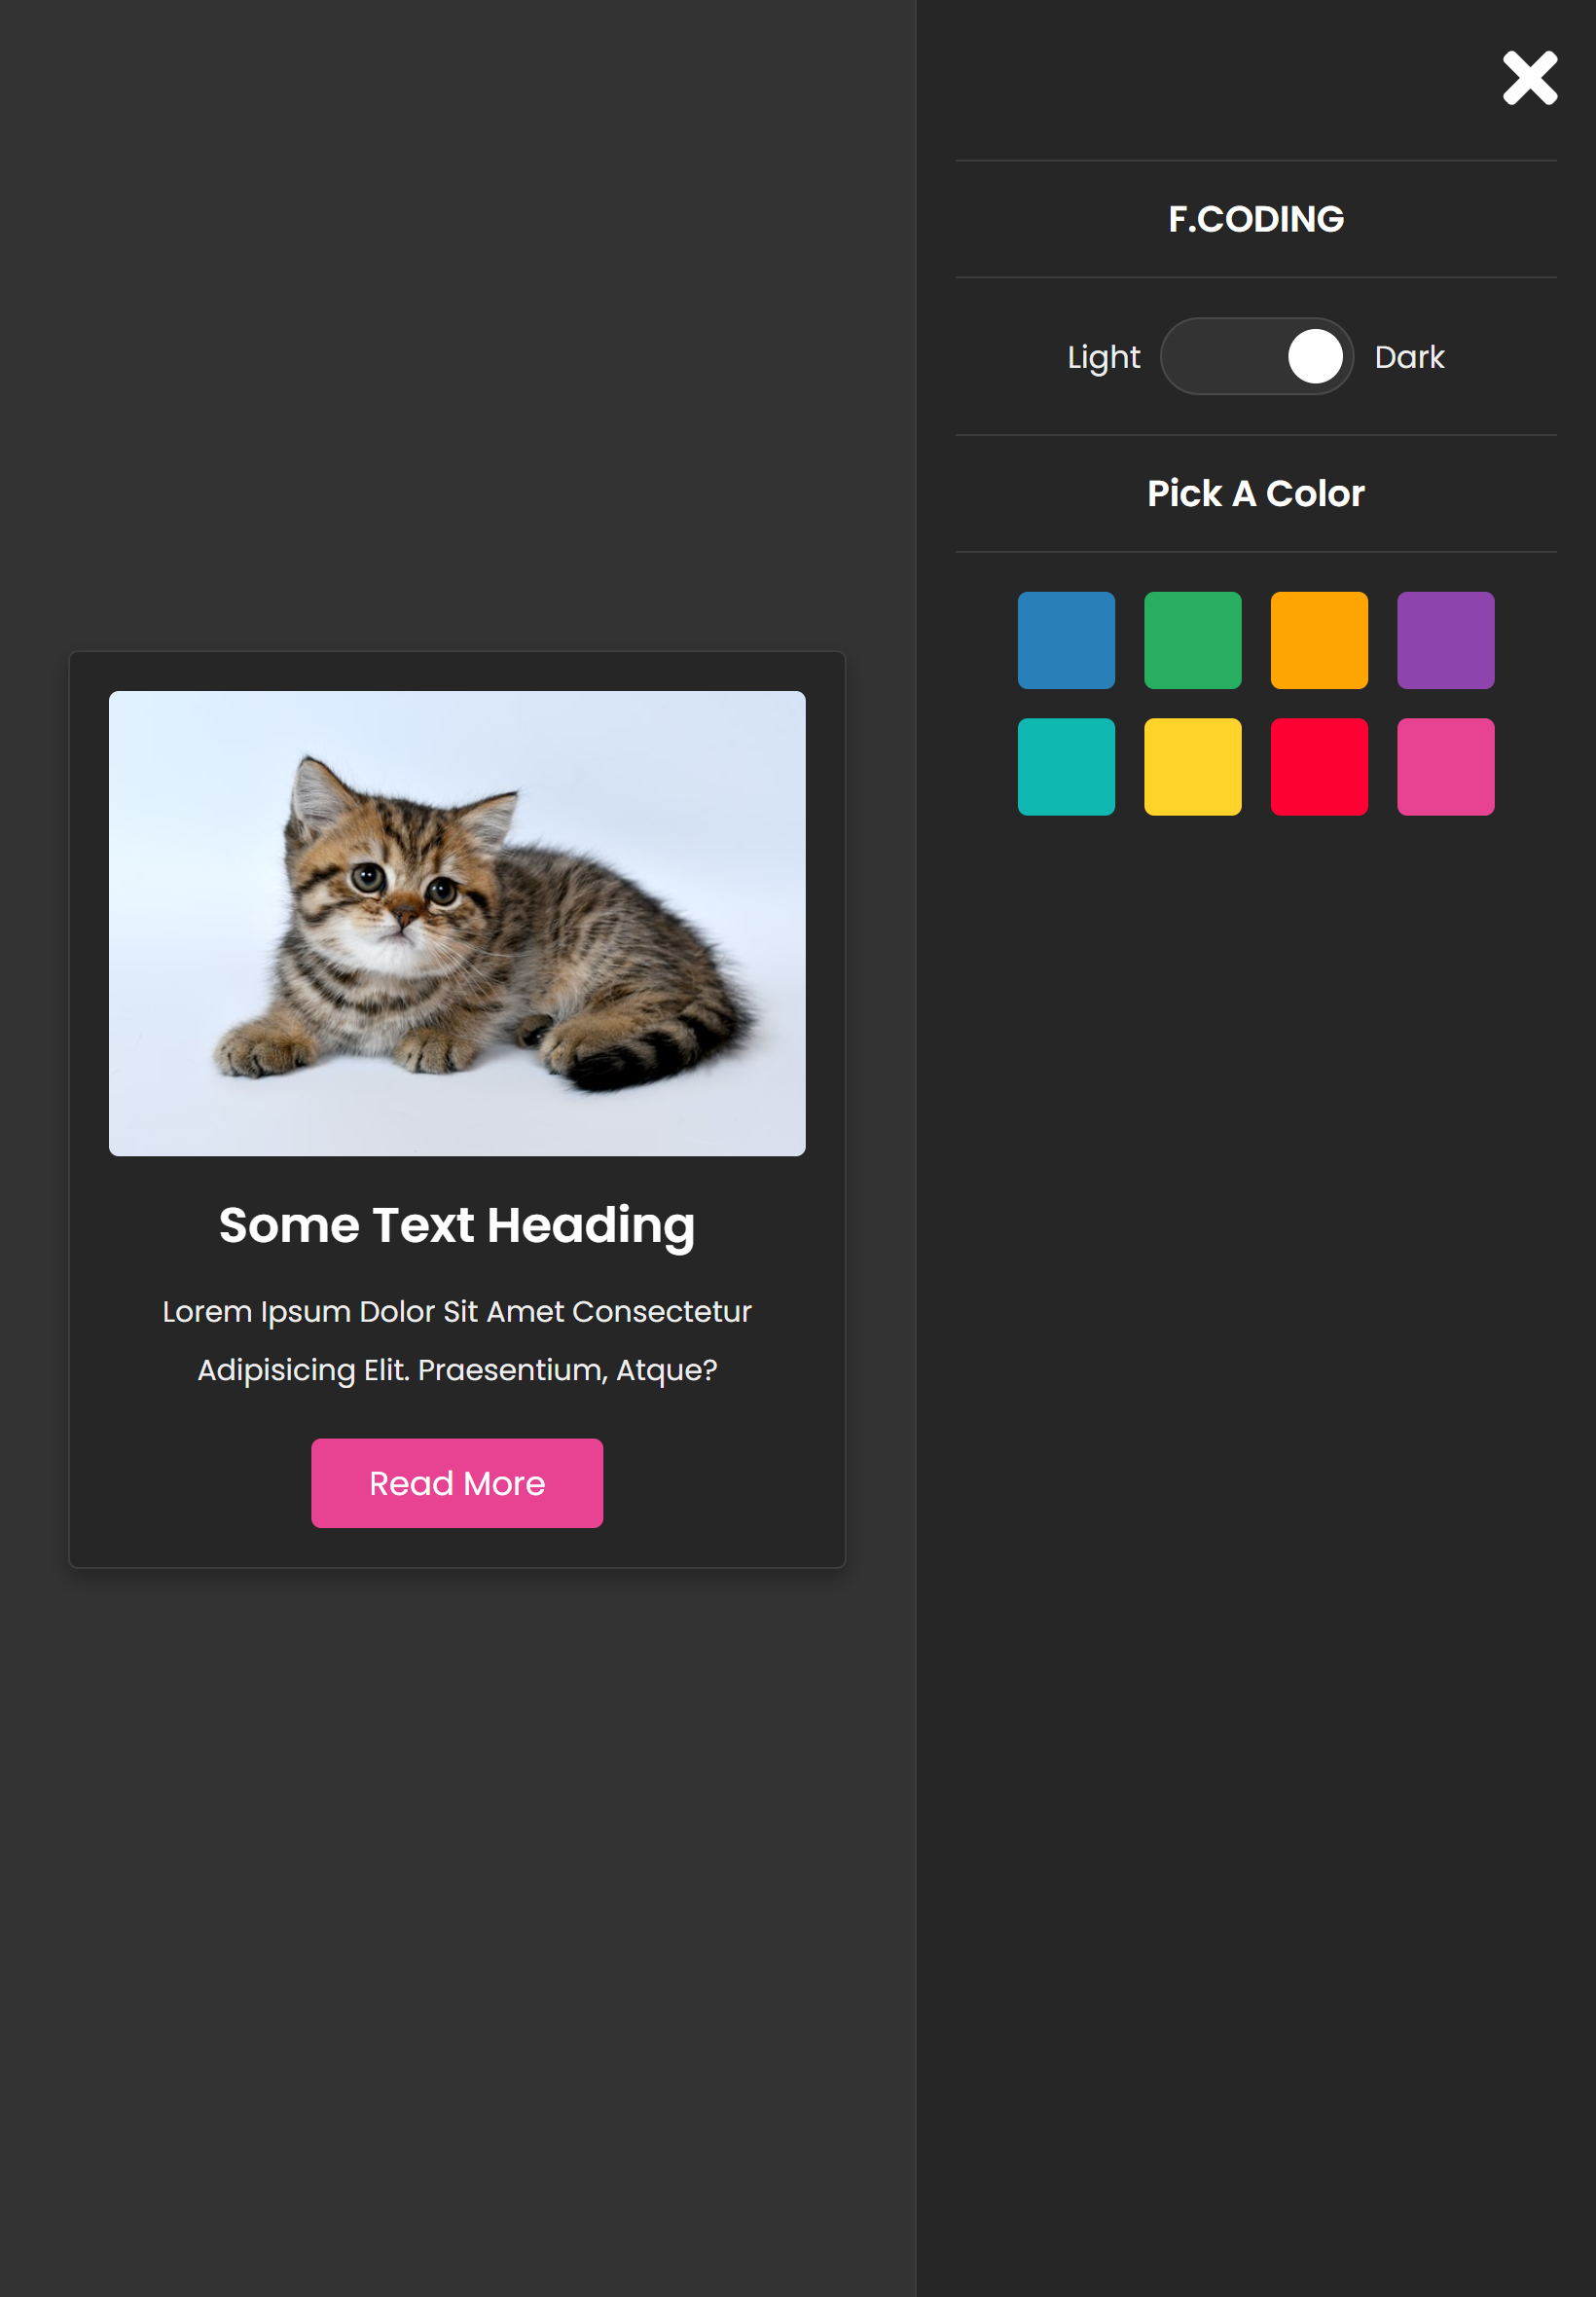 F.CODING
Light Dark
Pick A Color
Some Text Heading
Lorem Ipsum Dolor Sit Amet Consectetur
Adipisicing Elit. Praesentium, Atque?
Read More